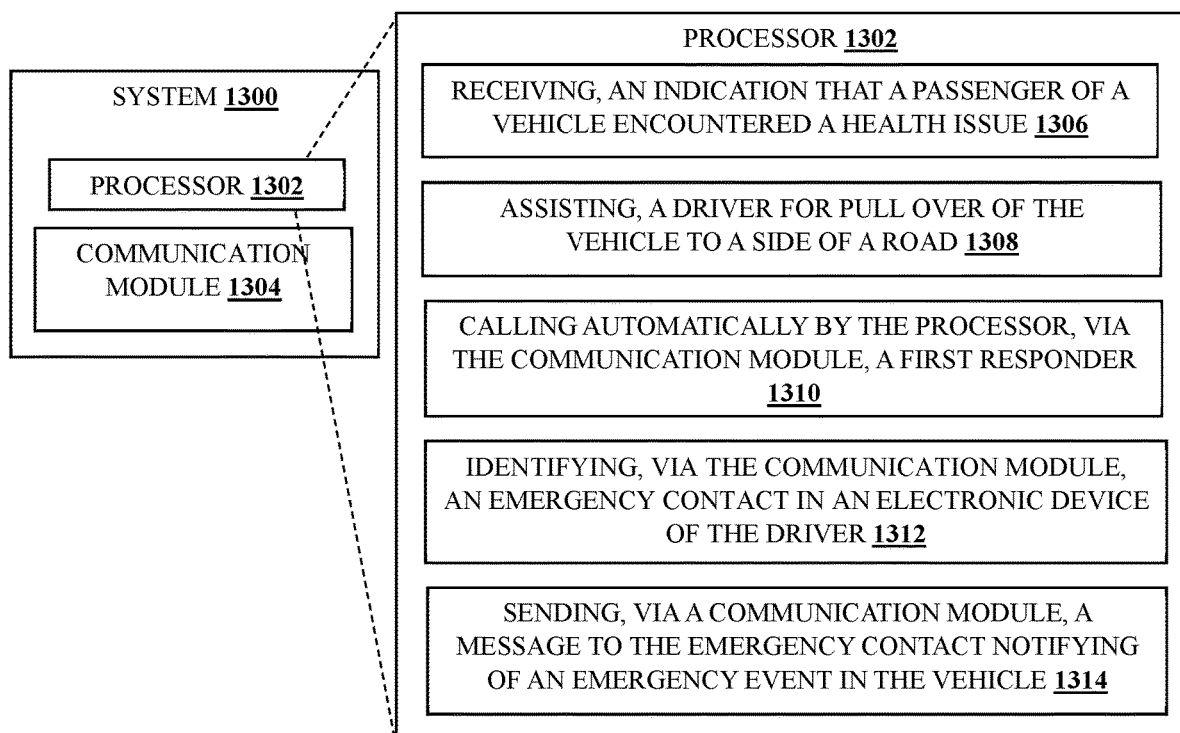 SYSTEM 1300
PROCESSOR 1302
COMMUNICATION
MODULE 1304
PROCESSOR 1302
RECEIVING, AN INDICATION THAT A PASSENGER OF A
VEHICLE ENCOUNTERED A HEALTH ISSUE 1306
ASSISTING, A DRIVER FOR PULL OVER OF THE
VEHICLE TO A SIDE OF A ROAD 1308
CALLING AUTOMATICALLY BY THE PROCESSOR, VIA
THE COMMUNICATION MODULE, A FIRST RESPONDER
1310
IDENTIFYING, VIA THE COMMUNICATION MODULE,
AN EMERGENCY CONTACT IN AN ELECTRONIC DEVICE
OF THE DRIVER 1312
SENDING, VIA A COMMUNICATION MODULE, A
MESSAGE TO THE EMERGENCY CONTACT NOTIFYING
OF AN EMERGENCY EVENT IN THE VEHICLE 1314